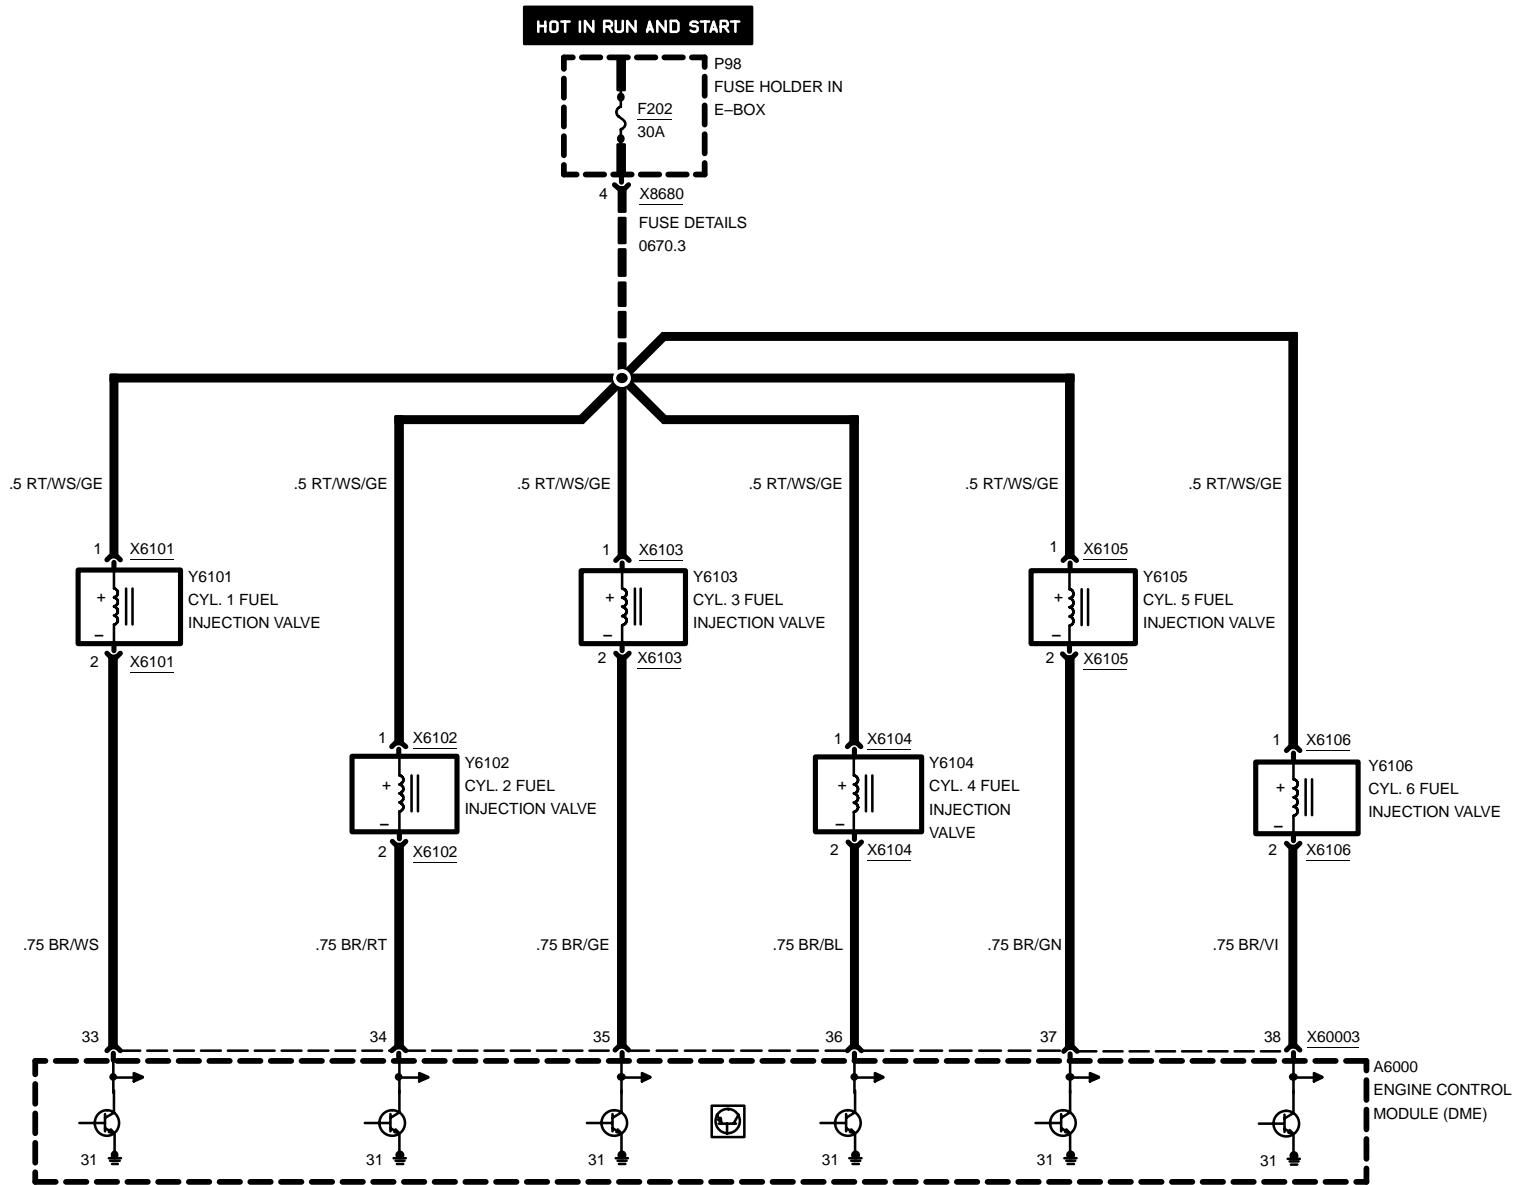 HOT IN RUN AND START
P98
FUSE HOLDER IN
E–BOX
F202
30A
4 X8680
FUSE DETAILS
0670.3
.5 RT/WS/GE .5 RT/WS/GE .5 RT/WS/GE .5 RT/WS/GE .5 RT/WS/GE .5 RT/WS/GE
1 X6101 1 X6103 1 X6105
Y6101
CYL. 1 FUEL
INJECTION VALVE
+
–
Y6103
CYL. 3 FUEL
INJECTION VALVE
+
–
Y6105
CYL. 5 FUEL
INJECTION VALVE
+
–
2 X6101 2 X6103 2 X6105
1 X6102 1 X6104 1 X6106
Y6102
CYL. 2 FUEL
INJECTION VALVE
+
–
Y6104
CYL. 4 FUEL
INJECTION
VALVE
+
–
Y6106
CYL. 6 FUEL
INJECTION VALVE
+
–
2 X6102 2 X6104 2 X6106
.75 BR/WS .75 BR/RT .75 BR/GE .75 BR/BL .75 BR/GN .75 BR/VI
33 34 35 36 37 38 X60003
A6000
ENGINE CONTROL
MODULE (DME)
31 31 31 31 31 31